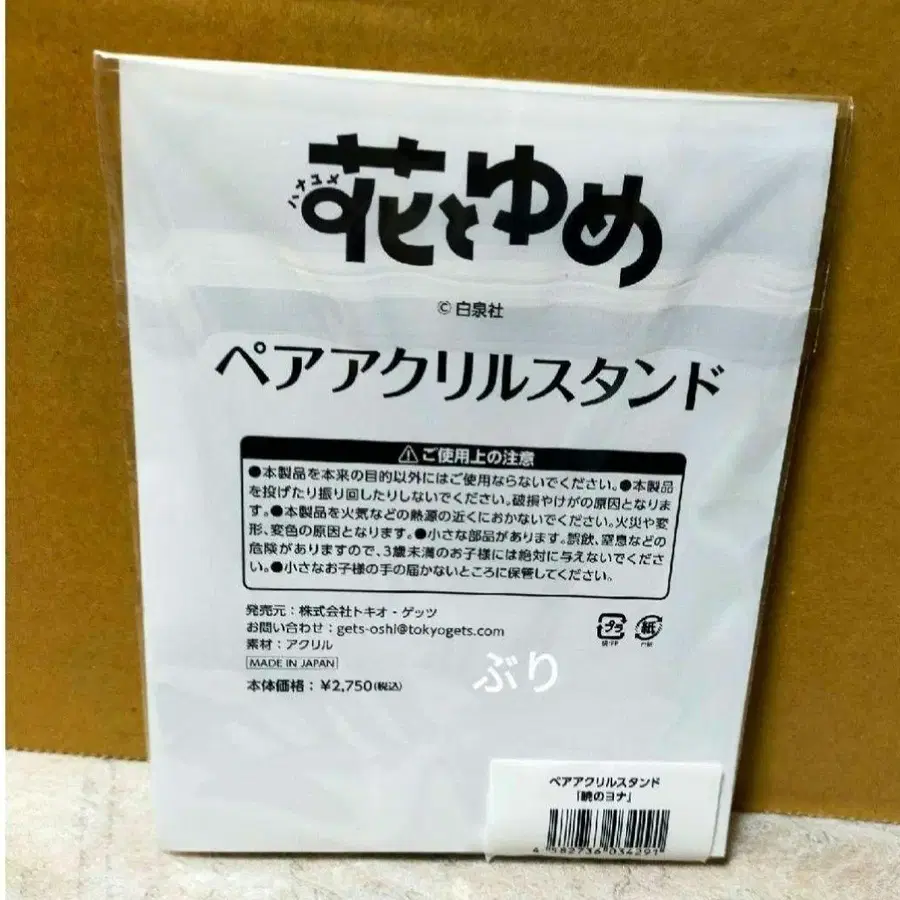 ハナユメ
花とゆめ
© 白泉社
ペアアクリルスタンド
⚠ご使用上の注意
●本製品を本来の目的以外にはご使用ならないでください。●本製品
を投げたり振り回したりしないでください。破損やけがの原因となりま
す。●本製品を火気などの熱源の近くにおかないでください。火災や変
形、変色の原因となります。●小さな部品があります。誤飲、窒息などの
危険がありますので、3歳未満のお子様には絶対に与えないでくださ
い。●小さなお子様の手の届かないところに保管してください。
発売元:株式会社トキオ・ゲッツ
お問い合わせ:gets-oshi@tokyogets.com
素材:アクリル
MADE IN JAPAN
本体価格:¥2,750(税込)
プラ
紙
ぶり
ペアアクリルスタンド
「暁のヨナ」
4 582736 034291